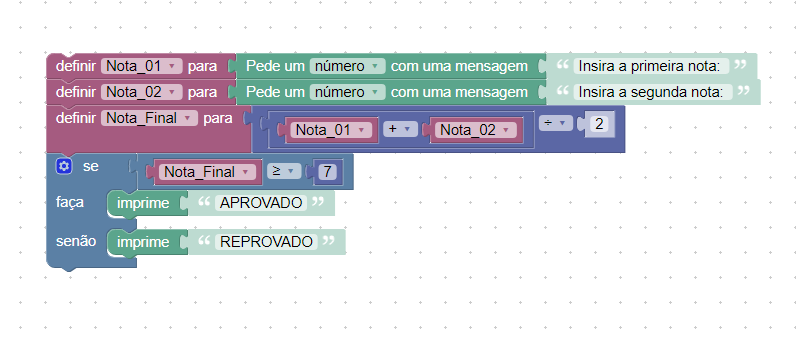 definir Nota_01 para Pede um número com uma mensagem “ Insira a primeira nota: ”
definir Nota_02 para Pede um número com uma mensagem “ Insira a segunda nota: ”
definir Nota_Final para Nota_01 + Nota_02 ÷ 2
se Nota_Final ≥ 7
faça imprime “ APROVADO ”
senão imprime “ REPROVADO ”